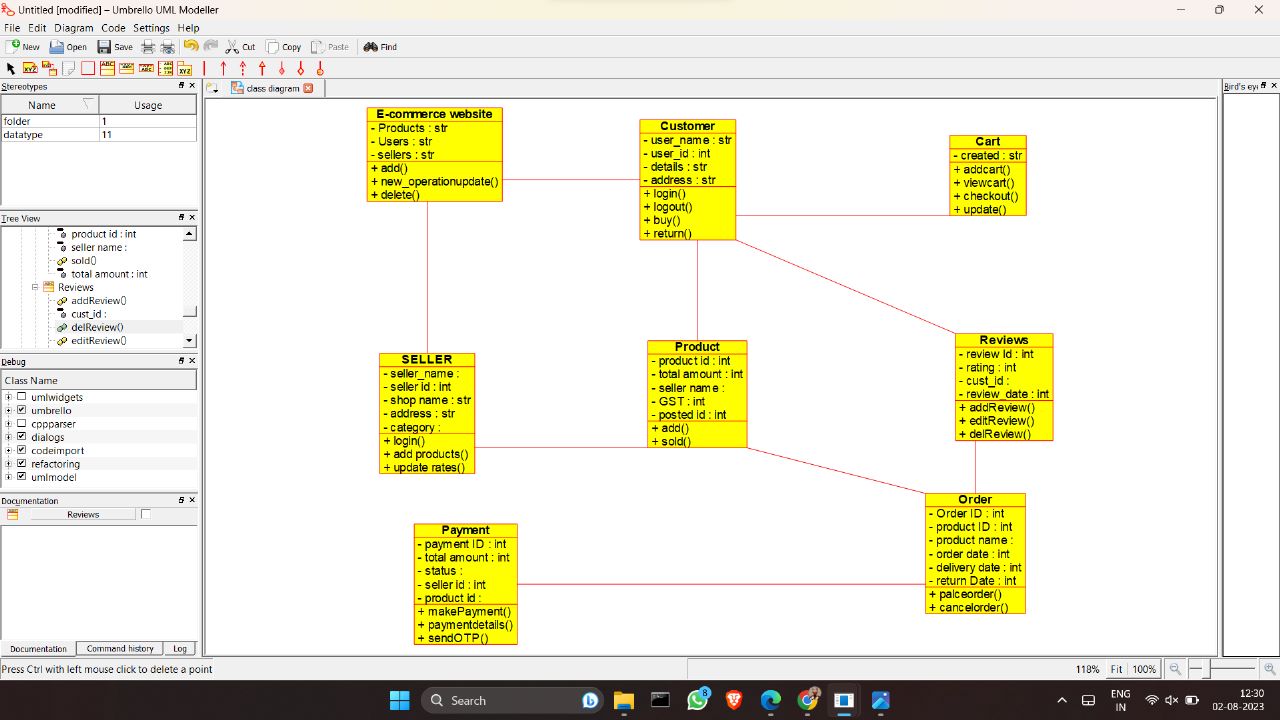 Untitled [modified] – Umbrello UML Modeller
File Edit Diagram Code Settings Help
New Open Save Cut Copy Paste Find
Stereotypes
Name Usage
folder 1
datatype 11
Tree View
product id : int
seller name :
sold()
total amount : int
Reviews
addReview()
cust_id :
delReview()
editReview()
Debug
Class Name
umlwidgets
umbrello
cppparser
dialogs
codeimport
refactoring
umlmodel
Documentation
Reviews
Documentation Command history Log
class diagram
E-commerce website
- Products : str
- Users : str
- sellers : str
+ add()
+ new_operationupdate()
+ delete()
Customer
- user_name : str
- user_id : int
- details : str
- address : str
+ login()
+ logout()
+ buy()
+ return()
Cart
- created : str
+ addcart()
+ viewcart()
+ checkout()
+ update()
SELLER
- seller_name :
- seller id : int
- shop name : str
- address : str
- category :
+ login()
+ add products()
+ update rates()
Product
- product id : int
- total amount : int
- seller name :
- GST : int
- posted id : int
+ add()
+ sold()
Reviews
- review Id : int
- rating : int
- cust_id :
- review_date : int
+ addReview()
+ editReview()
+ delReview()
Payment
- payment ID : int
- total amount : int
- status :
- seller id : int
- product id :
+ makePayment()
+ paymentdetails()
+ sendOTP()
Order
- Order ID : int
- product ID : int
- product name :
- order date : int
- delivery date : int
- return Date : int
+ palceorder()
+ cancelorder()
Bird's eye
Press Ctrl with left mouse click to delete a point
118% Fit 100%
Search
8
ENG
IN
12:30
02-08-2023